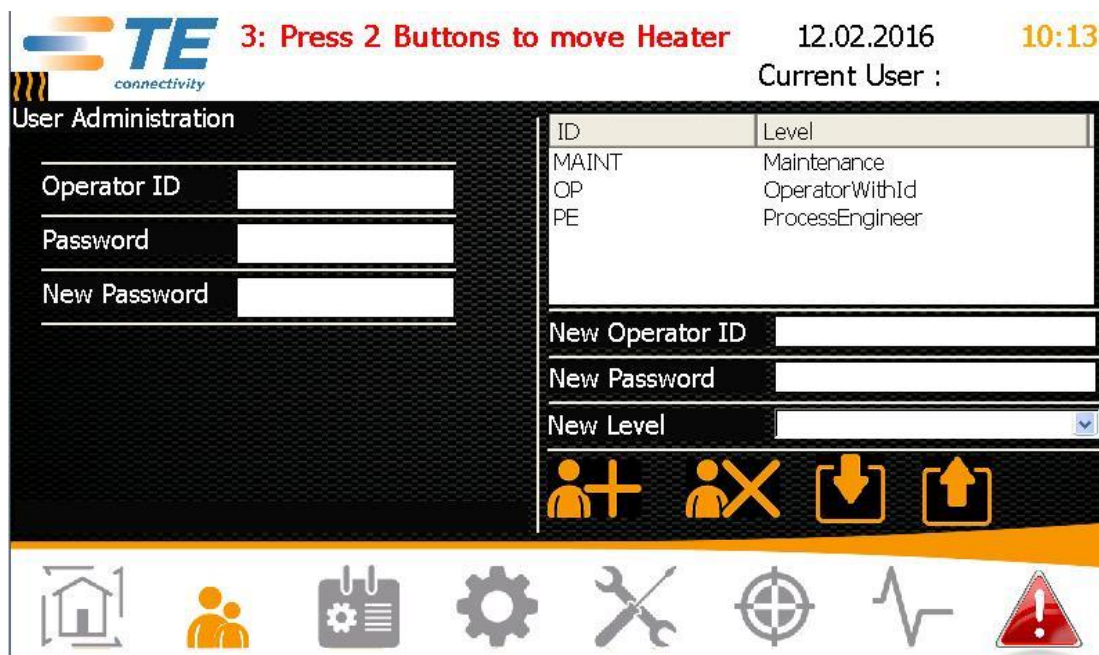 TE
connectivity
3: Press 2 Buttons to move Heater
12.02.2016
10:13
Current User :
User Administration
Operator ID
Password
New Password
ID Level
MAINT Maintenance
OP OperatorWithId
PE ProcessEngineer
New Operator ID
New Password
New Level